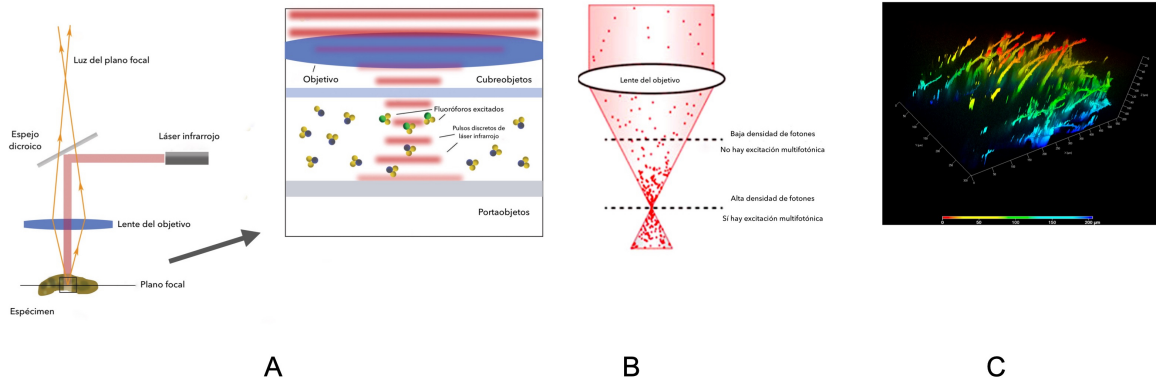 Luz del plano focal
Espejo
dicroico
Láser infrarrojo
Lente del objetivo
Plano focal
Espécimen
Objetivo
Cubreobjetos
Fluoróforos excitados
Pulsos discretos de
láser infrarrojo
Portaobjetos
Lente del objetivo
Baja densidad de fotones
No hay excitación multifotónica
Alta densidad de fotones
Sí hay excitación multifotónica
0 50 100 150 200 µm
A
B
C